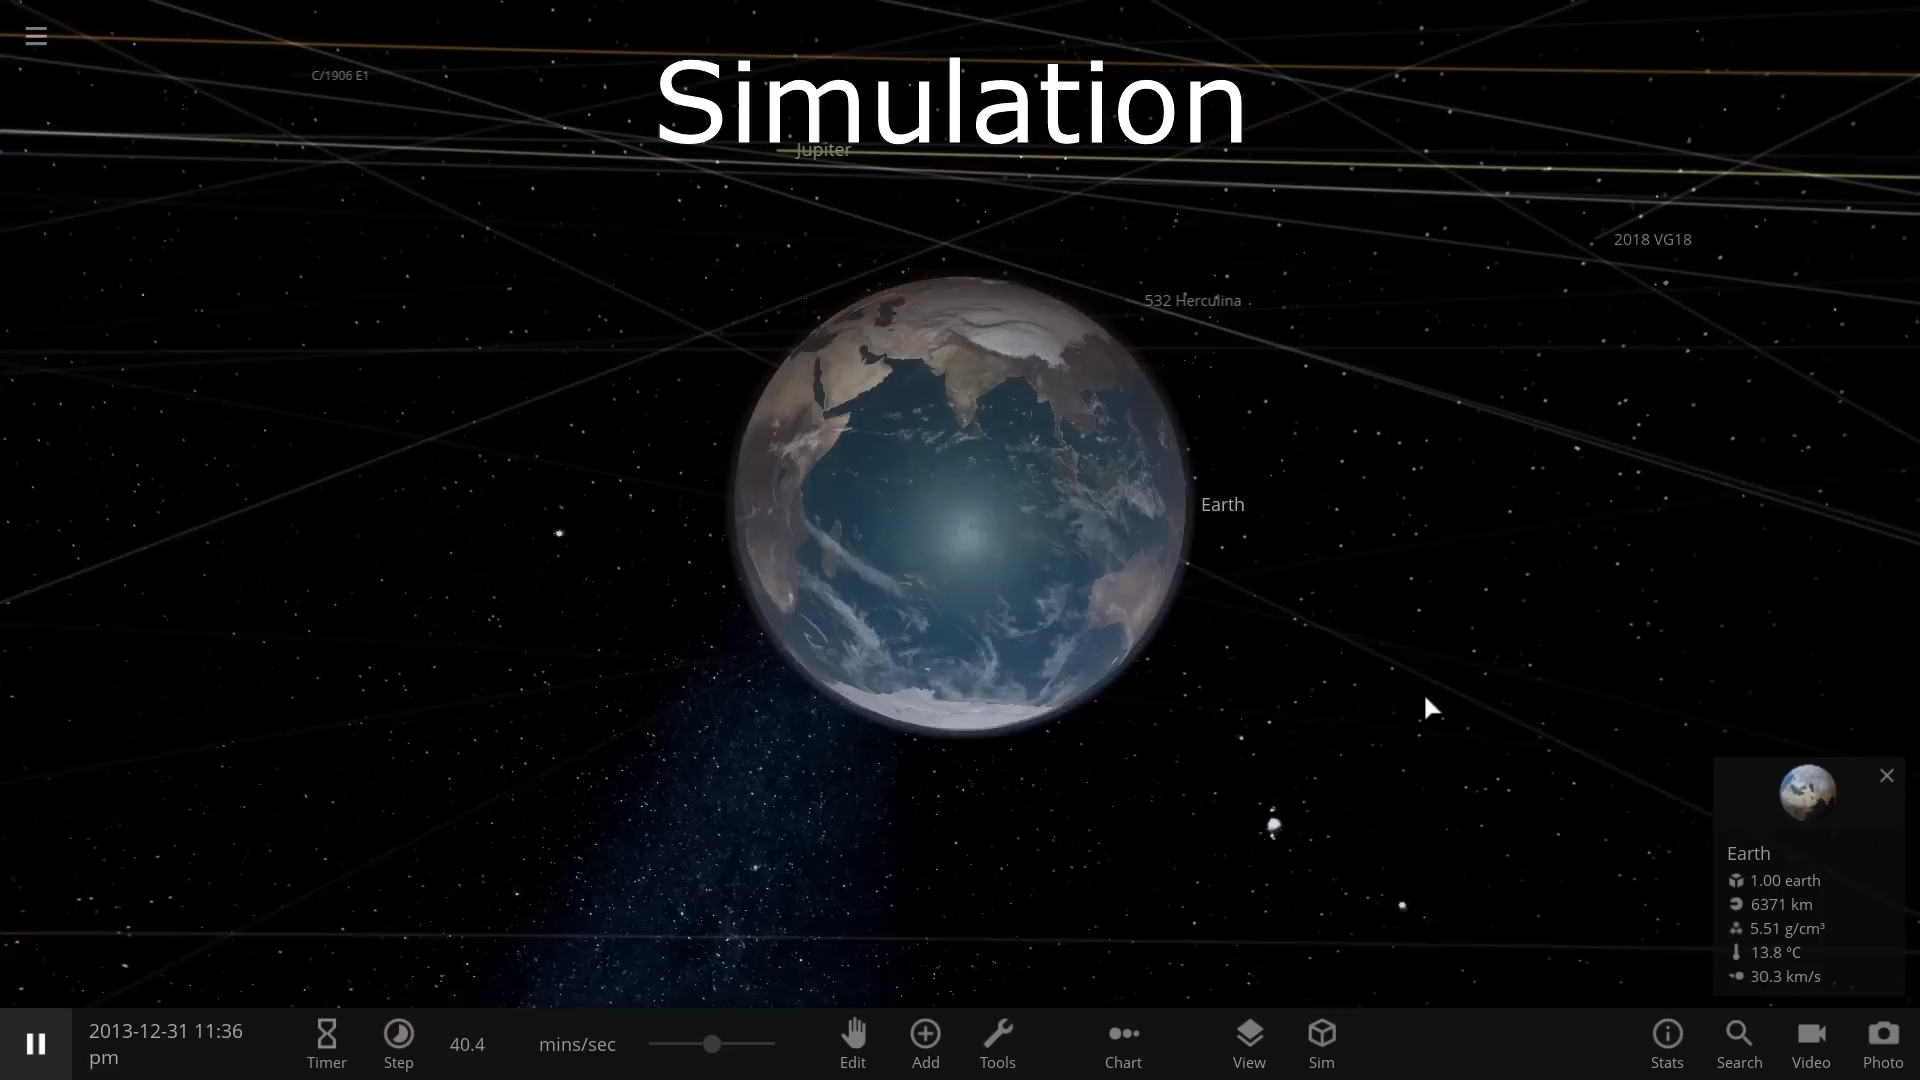 C/1906 E1
Simulation
Jupiter
2018 VG18
532 Herculina
Earth
Earth
1.00 earth
6371 km
5.51 g/cm³
13.8 °C
30.3 km/s
2013-12-31 11:36
pm
Timer
Step
40.4 mins/sec
Edit
Add
Tools
Chart
View
Sim
Stats
Search
Video
Photo